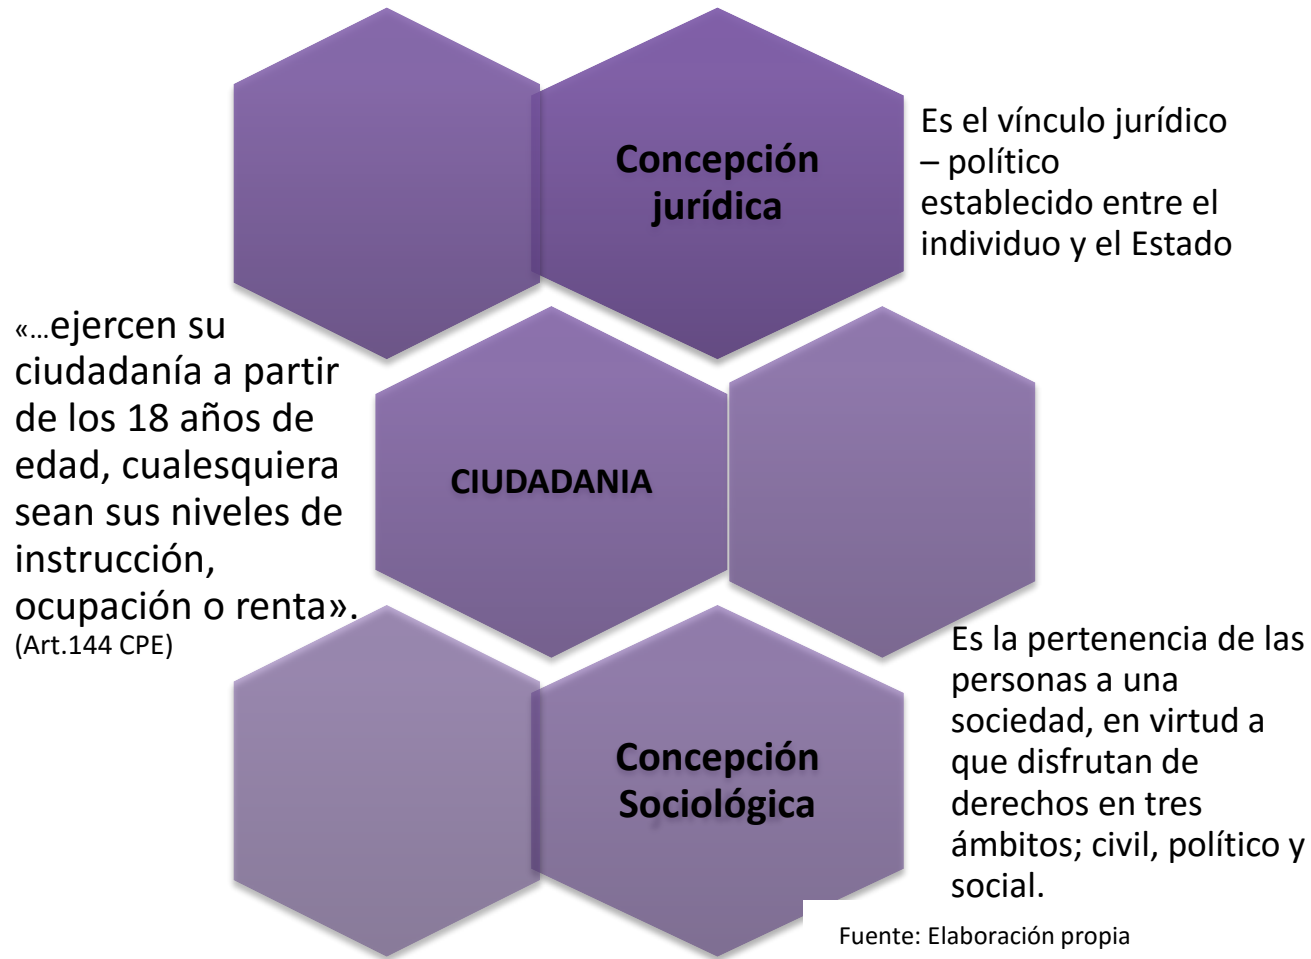 Concepción
jurídica
Es el vínculo jurídico
– político
establecido entre el
individuo y el Estado
«...ejercen su
ciudadanía a partir
de los 18 años de
edad, cualesquiera
sean sus niveles de
instrucción,
ocupación o renta».
(Art.144 CPE)
CIUDADANIA
Concepción
Sociológica
Es la pertenencia de las
personas a una
sociedad, en virtud a
que disfrutan de
derechos en tres
ámbitos; civil, político y
social.
Fuente: Elaboración propia